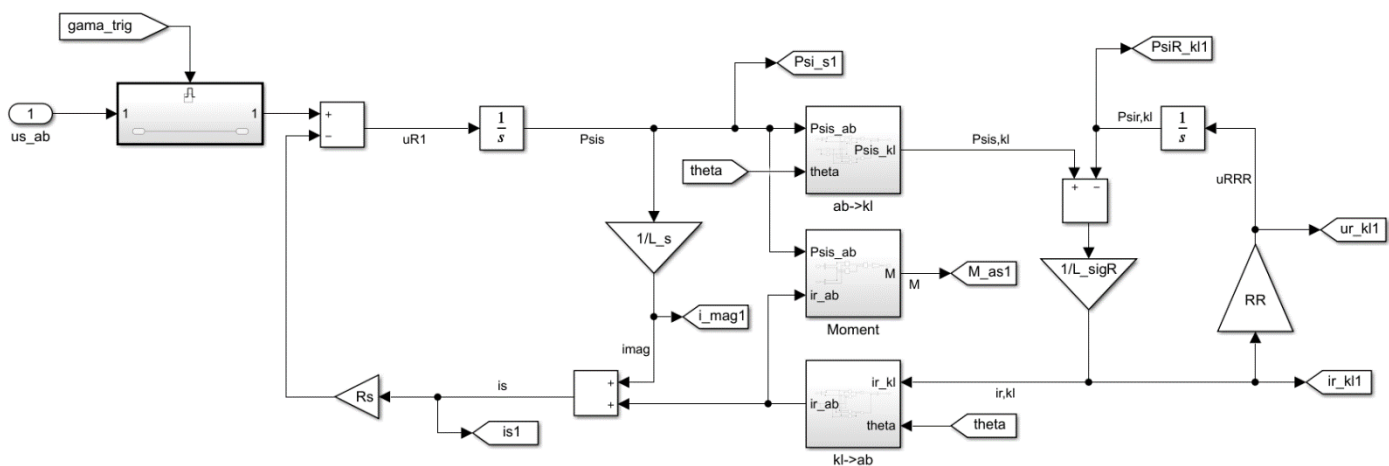 gama_trig
PsiR_kl1
Psi_s1
1
us_ab
1
1
+
−
uR1
1
s
Psis
Psis_ab
Psis_kl
theta
ab->kl
theta
Psis,kl
+
−
Psir,kl
1
s
uRRR
ur_kl1
1/L_s
1/L_sigR
RR
Psis_ab
M
ir_ab
Moment
M
M_as1
i_mag1
imag
+
+
is
Rs
is1
ir_kl
ir_ab
theta
kl->ab
ir,kl
ir_kl1
theta